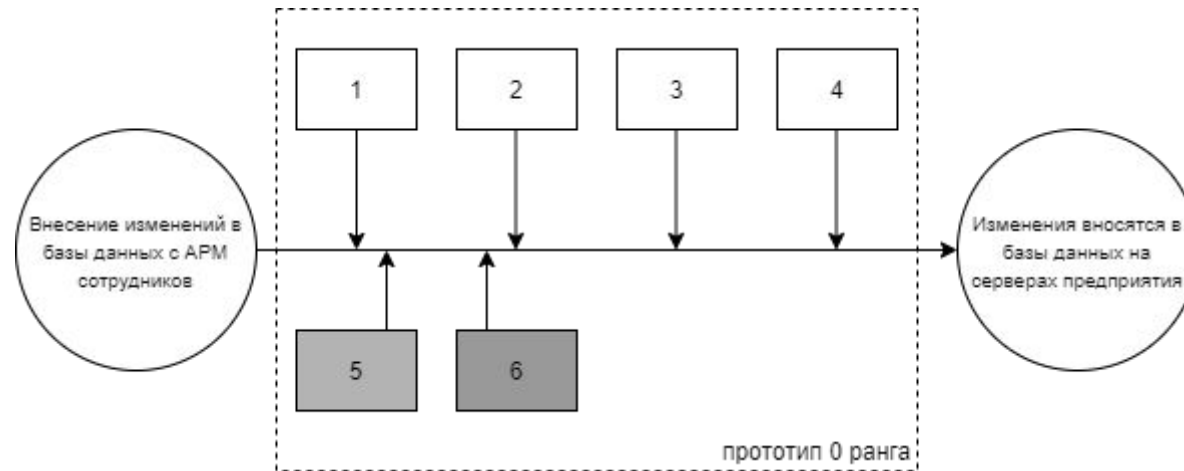 1
2
3
4
Внесение изменений в
базы данных с АРМ
сотрудников
Изменения вносятся в
базы данных на
серверах предприятия
5
6
прототип 0 ранга